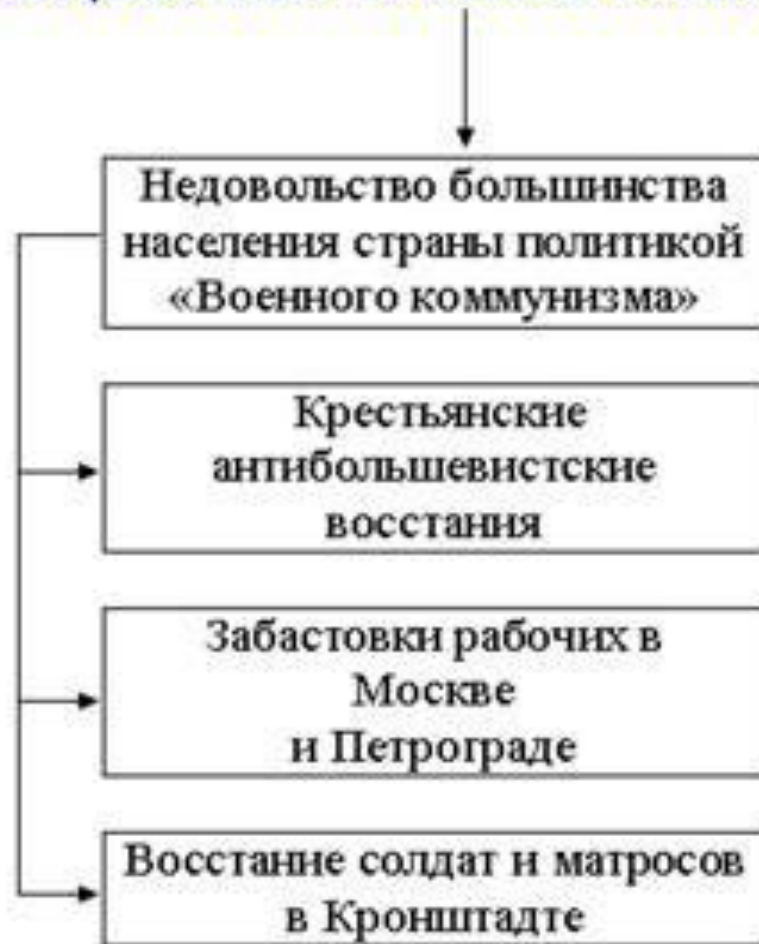 Недовольство большинства
населения страны политикой
«Военного коммунизма»
Крестьянские
антибольшевистские
восстания
Забастовки рабочих в
Москве
и Петрограде
Восстание солдат и матросов
в Кронштадте